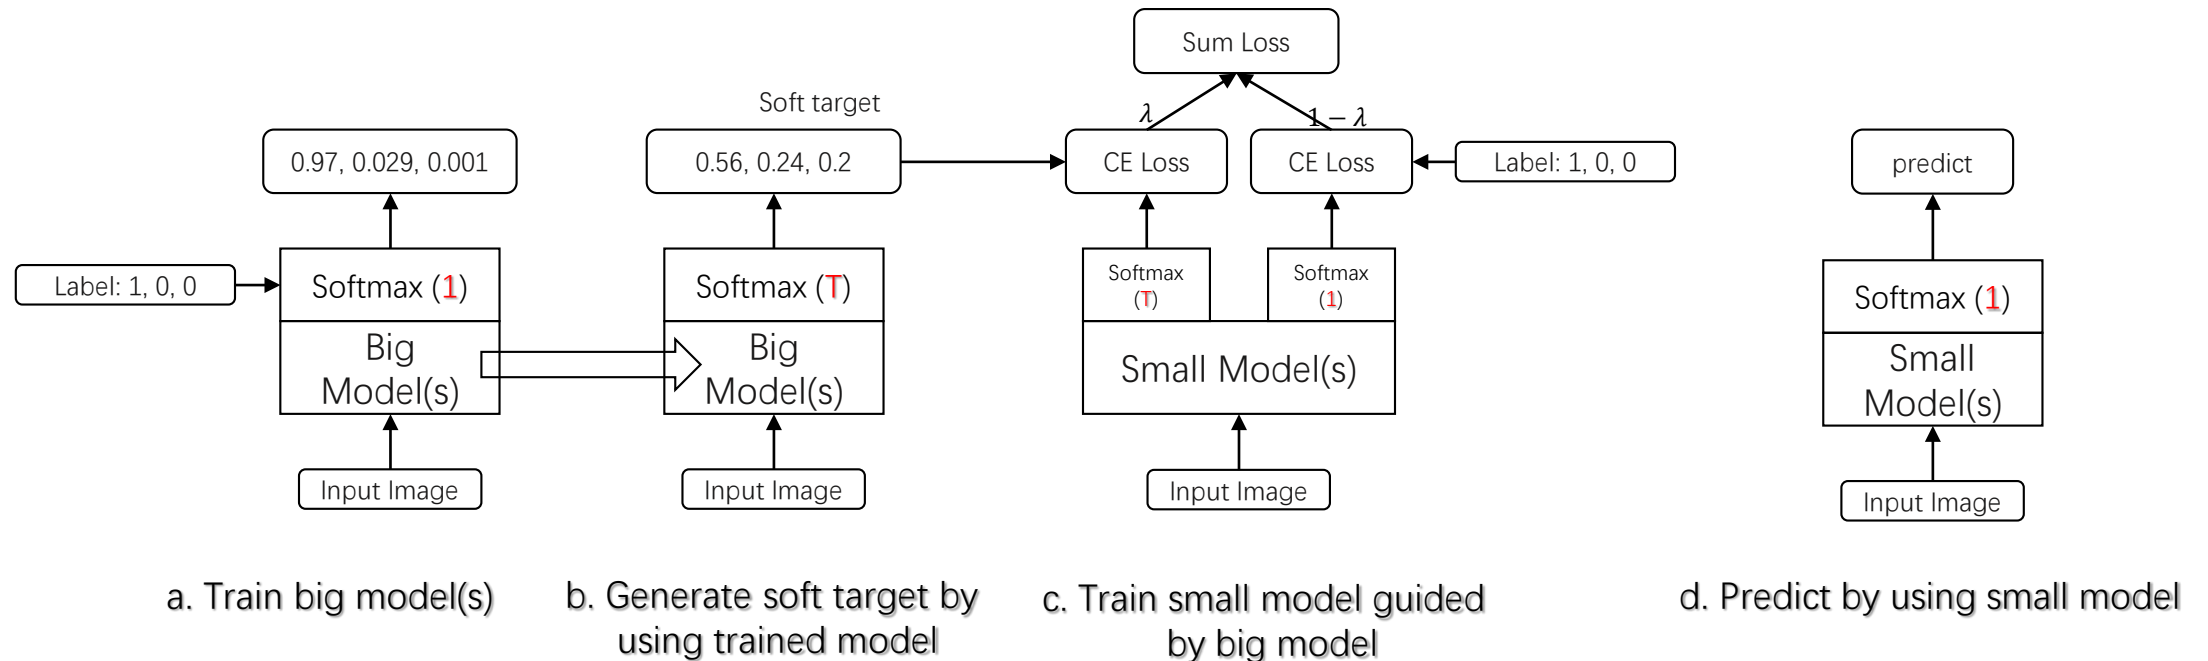 Sum Loss
Soft target
λ
1 − λ
0.97, 0.029, 0.001
0.56, 0.24, 0.2
CE Loss
CE Loss
Label: 1, 0, 0
predict
Label: 1, 0, 0
Softmax (1)
Softmax (T)
Softmax
(T)
Softmax
(1)
Softmax (1)
Big
Model(s)
Big
Model(s)
Small Model(s)
Small
Model(s)
Input Image
Input Image
Input Image
Input Image
a. Train big model(s)
b. Generate soft target by
using trained model
c. Train small model guided
by big model
d. Predict by using small model